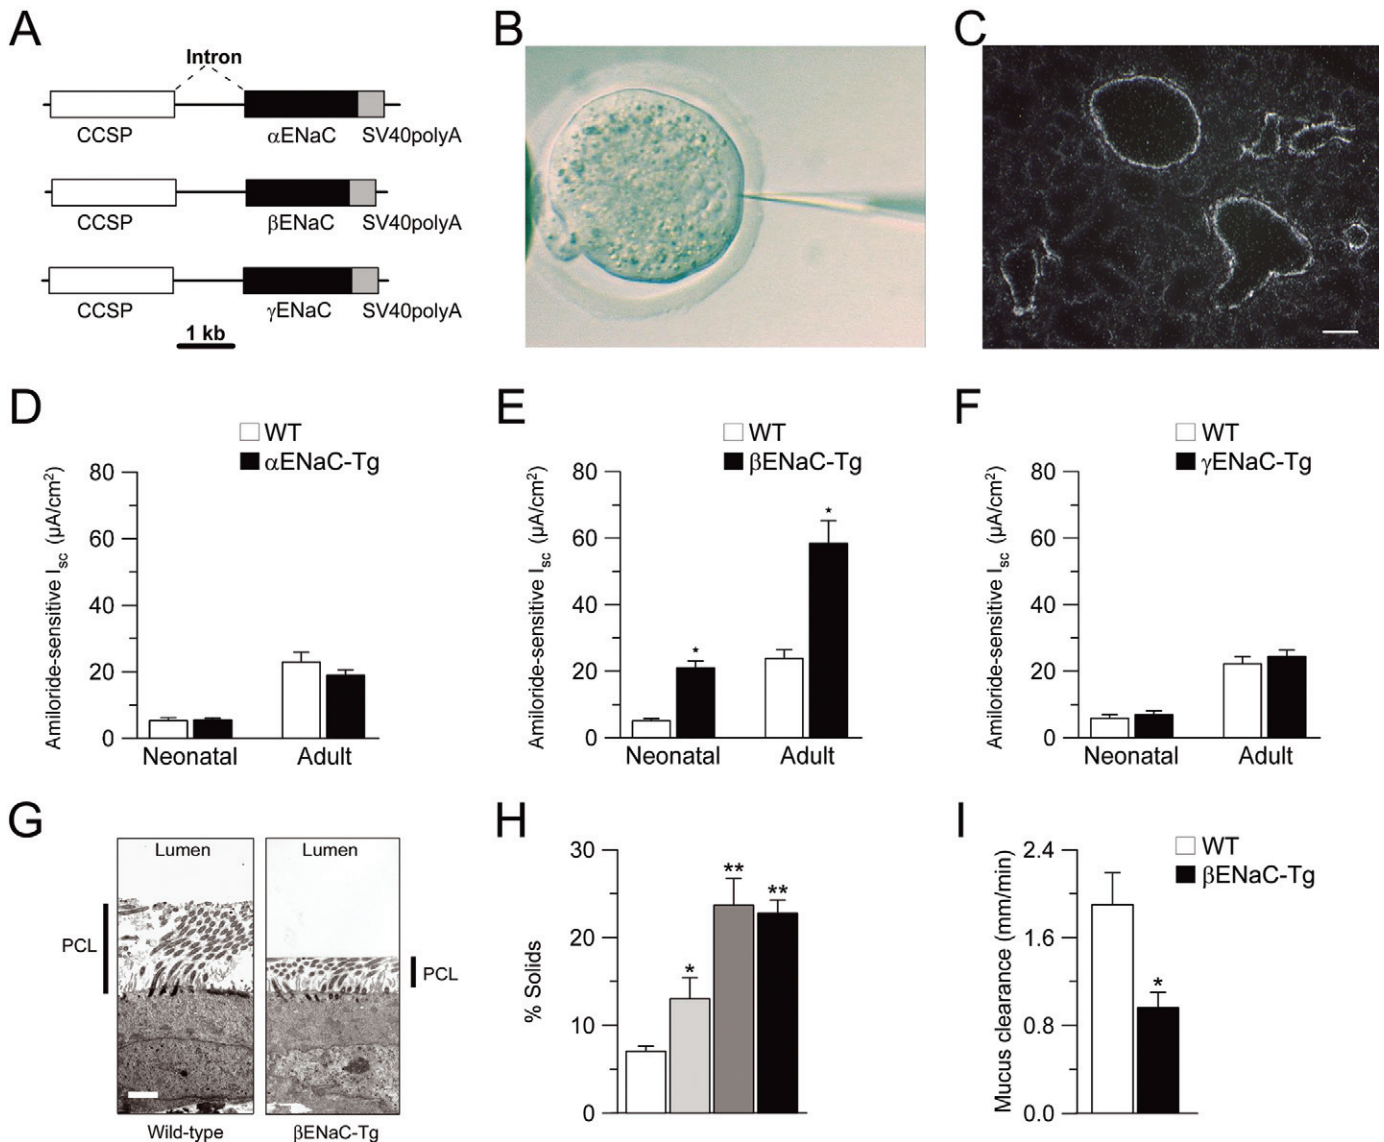 A
Intron
CCSP
αENaC
SV40polyA
CCSP
βENaC
SV40polyA
CCSP
γENaC
SV40polyA
1 kb
B
C
D
WT
αENaC-Tg
Amiloride-sensitive Isc (µA/cm²)
80
60
40
20
0
Neonatal
Adult
E
WT
βENaC-Tg
Amiloride-sensitive Isc (µA/cm²)
80
60
40
20
0
*
*
Neonatal
Adult
F
WT
γENaC-Tg
Amiloride-sensitive Isc (µA/cm²)
80
60
40
20
0
Neonatal
Adult
G
Lumen
Lumen
PCL
PCL
Wild-type
βENaC-Tg
H
% Solids
30
20
10
0
*
**
**
I
WT
βENaC-Tg
Mucus clearance (mm/min)
2.4
1.6
0.8
0.0
*